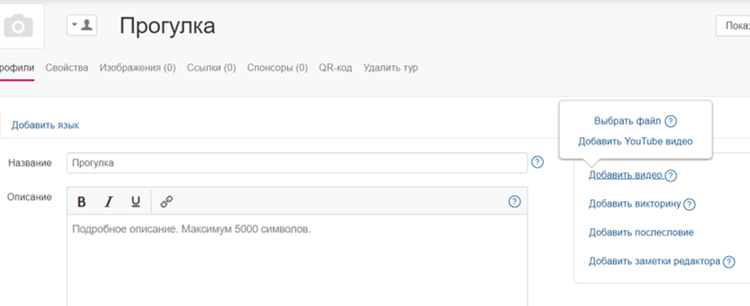 Прогулка
Пока
рофили Свойства Изображения (0) Ссылки (0) Спонсоры (0) QR-код Удалить тур
Добавить язык
Выбрать файл ?
Добавить YouTube видео
Название Прогулка ?
Добавить видео ?
Описание B I U ?
Добавить викторину ?
Подробное описание. Максимум 5000 символов.
Добавить послесловие
Добавить заметки редактора ?